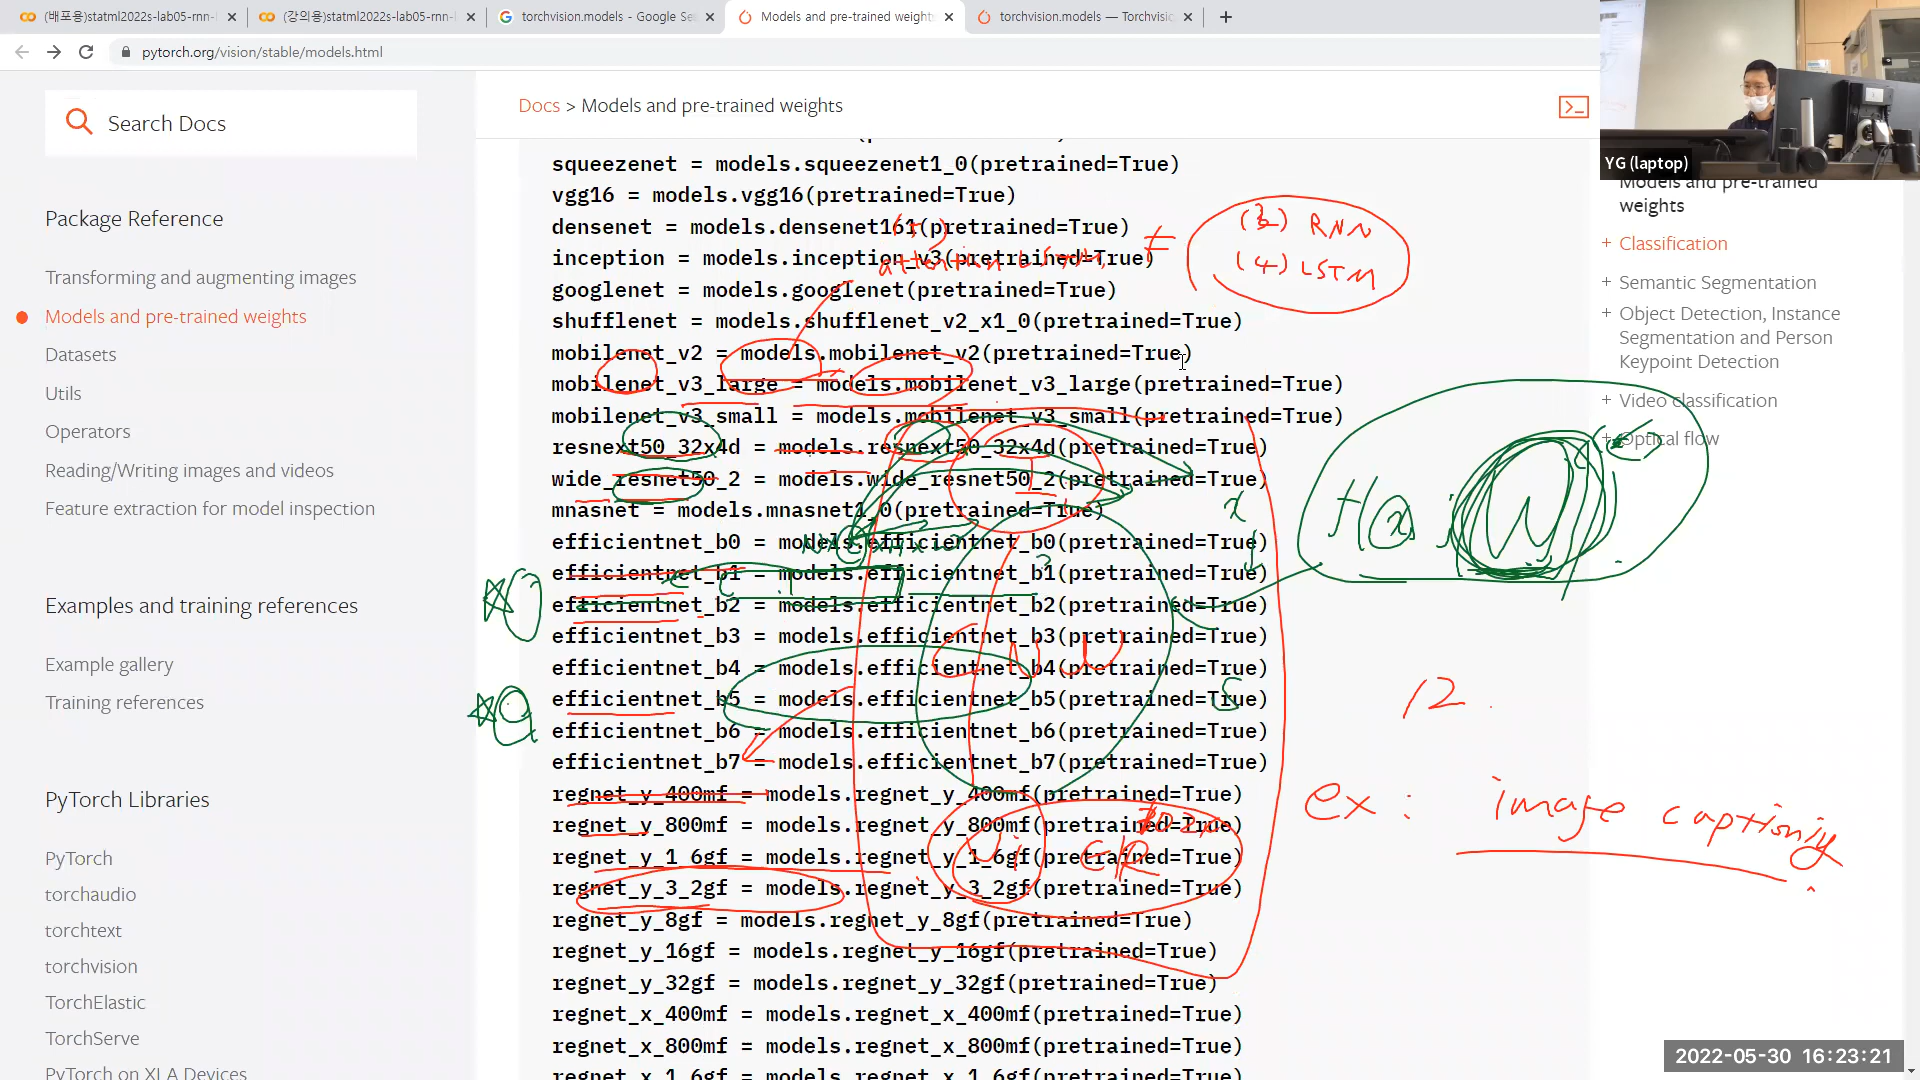 (배포용)statml2022s-lab05-rnn-l
(강의용)statml2022s-lab05-rnn-l
torchvision.models - Google Se
Models and pre-trained weights
torchvision.models — Torchvisio
pytorch.org/vision/stable/models.html
Search Docs
Package Reference
Transforming and augmenting images
Models and pre-trained weights
Datasets
Utils
Operators
Reading/Writing images and videos
Feature extraction for model inspection
Examples and training references
Example gallery
Training references
PyTorch Libraries
PyTorch
torchaudio
torchtext
torchvision
TorchElastic
TorchServe
PyTorch on XLA Devices
Docs > Models and pre-trained weights
squeezenet = models.squeezenet1_0(pretrained=True)
vgg16 = models.vgg16(pretrained=True)
densenet = models.densenet161(pretrained=True)
inception = models.inception_v3(pretrained=True)
googlenet = models.googlenet(pretrained=True)
shufflenet = models.shufflenet_v2_x1_0(pretrained=True)
mobilenet_v2 = models.mobilenet_v2(pretrained=True)
mobilenet_v3_large = models.mobilenet_v3_large(pretrained=True)
mobilenet_v3_small = models.mobilenet_v3_small(pretrained=True)
resnext50_32x4d = models.resnext50_32x4d(pretrained=True)
wide_resnet50_2 = models.wide_resnet50_2(pretrained=True)
mnasnet = models.mnasnet1_0(pretrained=True)
efficientnet_b0 = models.efficientnet_b0(pretrained=True)
efficientnet_b1 = models.efficientnet_b1(pretrained=True)
efficientnet_b2 = models.efficientnet_b2(pretrained=True)
efficientnet_b3 = models.efficientnet_b3(pretrained=True)
efficientnet_b4 = models.efficientnet_b4(pretrained=True)
efficientnet_b5 = models.efficientnet_b5(pretrained=True)
efficientnet_b6 = models.efficientnet_b6(pretrained=True)
efficientnet_b7 = models.efficientnet_b7(pretrained=True)
regnet_y_400mf = models.regnet_y_400mf(pretrained=True)
regnet_y_800mf = models.regnet_y_800mf(pretrained=True)
regnet_y_1_6gf = models.regnet_y_1_6gf(pretrained=True)
regnet_y_3_2gf = models.regnet_y_3_2gf(pretrained=True)
regnet_y_8gf = models.regnet_y_8gf(pretrained=True)
regnet_y_16gf = models.regnet_y_16gf(pretrained=True)
regnet_y_32gf = models.regnet_y_32gf(pretrained=True)
regnet_x_400mf = models.regnet_x_400mf(pretrained=True)
regnet_x_800mf = models.regnet_x_800mf(pretrained=True)
regnet_x_1_6gf = models.regnet_x_1_6gf(pretrained=True)
attention LSTM
≠
(3) RNN
(4) LSTM
CNN
f(x; W)
12.
ex: image captioning
YG (laptop)
Models and pre-trained
weights
+ Classification
+ Semantic Segmentation
+ Object Detection, Instance
Segmentation and Person
Keypoint Detection
+ Video classification
+ Optical flow
2022-05-30 16:23:21